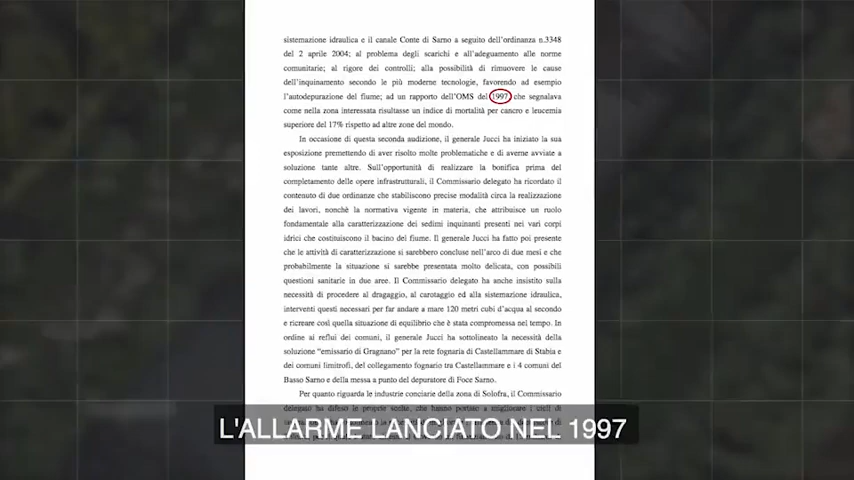 sistemazione idraulica e il canale Conte di Sarno a seguito dell'ordinanza n.3348
del 2 aprile 2004; al problema degli scarichi e all'adeguamento alle norme
comunitarie; al rigore dei controlli; alla possibilità di rimuovere le cause
dell'inquinamento secondo le più moderne tecnologie, favorendo ad esempio
l'autodepurazione del fiume; ad un rapporto dell'OMS del 1997 che segnalava
come nella zona interessata risultasse un indice di mortalità per cancro e leucemia
superiore del 17% rispetto ad altre zone del mondo.
In occasione di questa seconda audizione, il generale Jucci ha iniziato la sua
esposizione premettendo di aver risolto molte problematiche e di averne avviate a
soluzione tante altre. Sull'opportunità di realizzare la bonifica prima del
completamento delle opere infrastrutturali, il Commissario delegato ha ricordato il
contenuto di due ordinanze che stabiliscono precise modalità circa la realizzazione
dei lavori, nonchè la normativa vigente in materia, che attribuisce un ruolo
fondamentale alla caratterizzazione dei sedimi inquinanti presenti nei vari corpi
idrici che costituiscono il bacino del fiume. Il generale Jucci ha fatto poi presente
che le attività di caratterizzazione si sarebbero concluse nell'arco di due mesi e che
probabilmente la situazione si sarebbe presentata molto delicata, con possibili
questioni sanitarie in due aree. Il Commissario delegato ha anche insistito sulla
necessità di procedere al dragaggio, al carotaggio ed alla sistemazione idraulica,
interventi questi necessari per far andare a mare 120 metri cubi d'acqua al secondo
e ricreare così quella situazione di equilibrio che è stata compromessa nel tempo. In
ordine ai reflui dei comuni, il generale Jucci ha sottolineato la necessità della
soluzione "emissario di Gragnano" per la rete fognaria di Castellammare di Stabia e
dei comuni limitrofi, del collegamento fognario tra Castellammare e i 4 comuni del
Basso Sarno e della messa a punto del depuratore di Foce Sarno.
Per quanto riguarda le industrie conciarie della zona di Solofra, il Commissario
delegato ha difeso le proprie scelte, che hanno portato a migliorare i
L'ALLARME LANCIATO NEL 1997